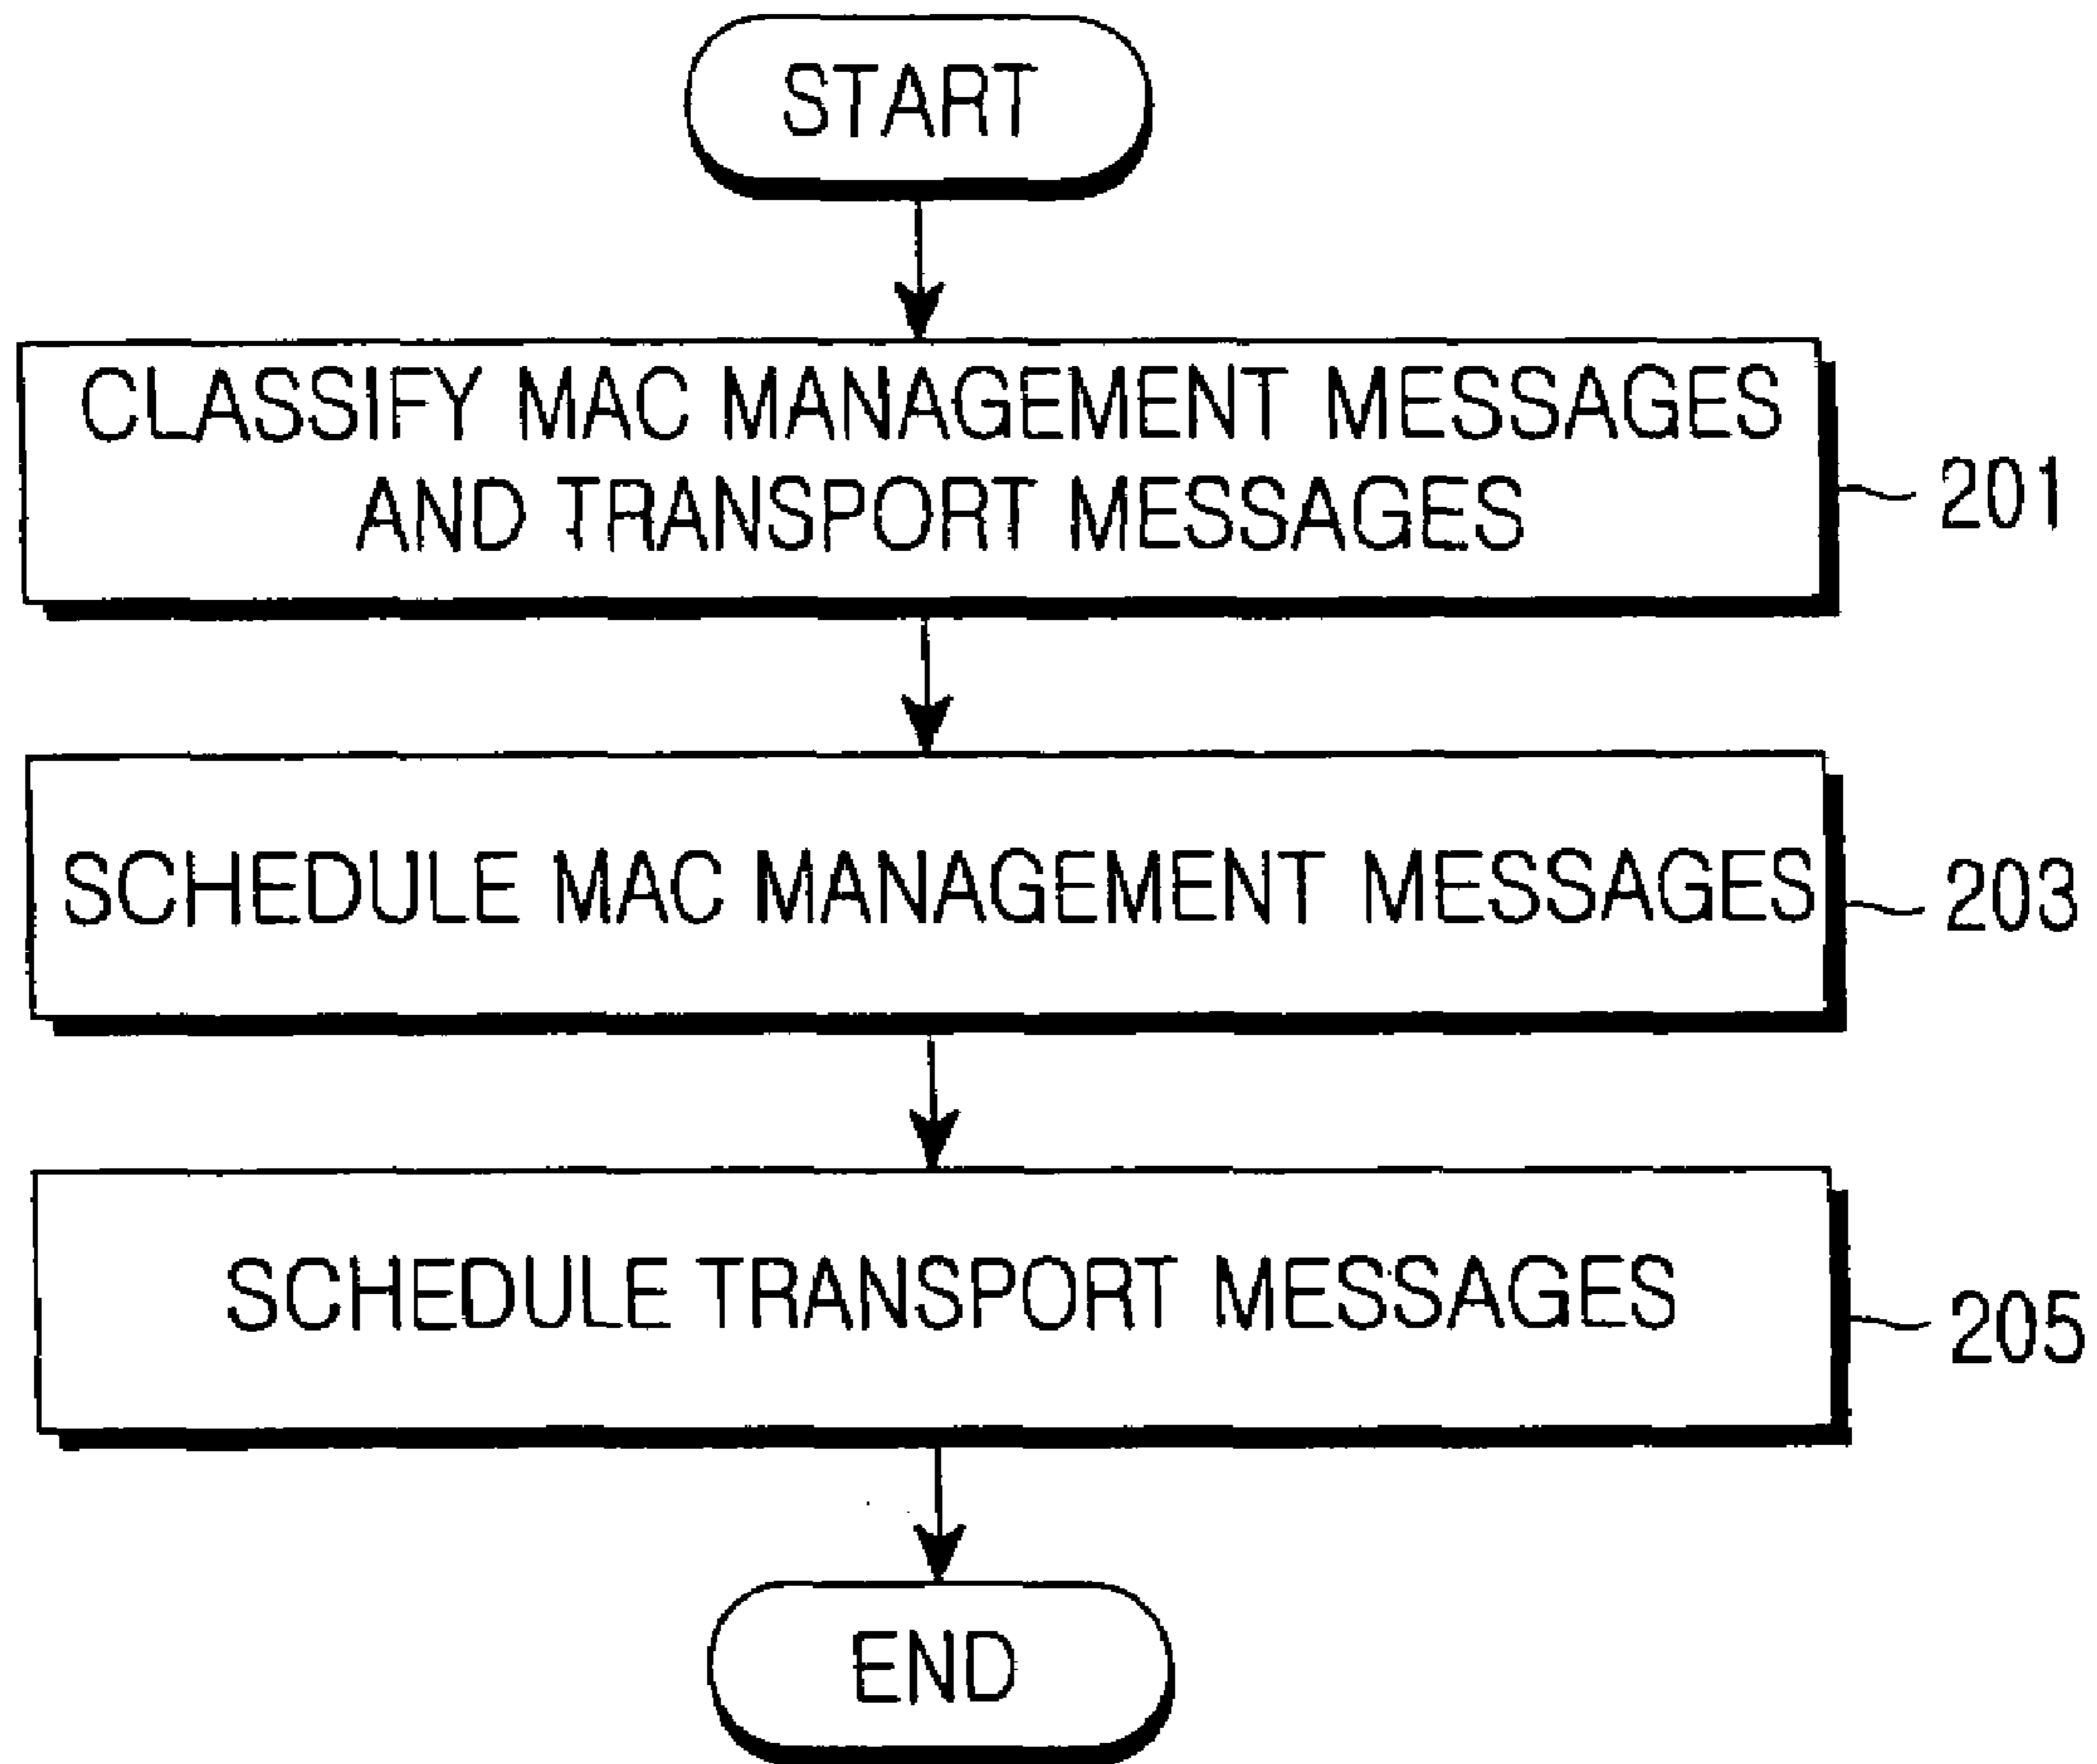 START
CLASSIFY MAC MANAGEMENT MESSAGES
AND TRANSPORT MESSAGES
201
SCHEDULE MAC MANAGEMENT MESSAGES
203
SCHEDULE TRANSPORT MESSAGES
205
END